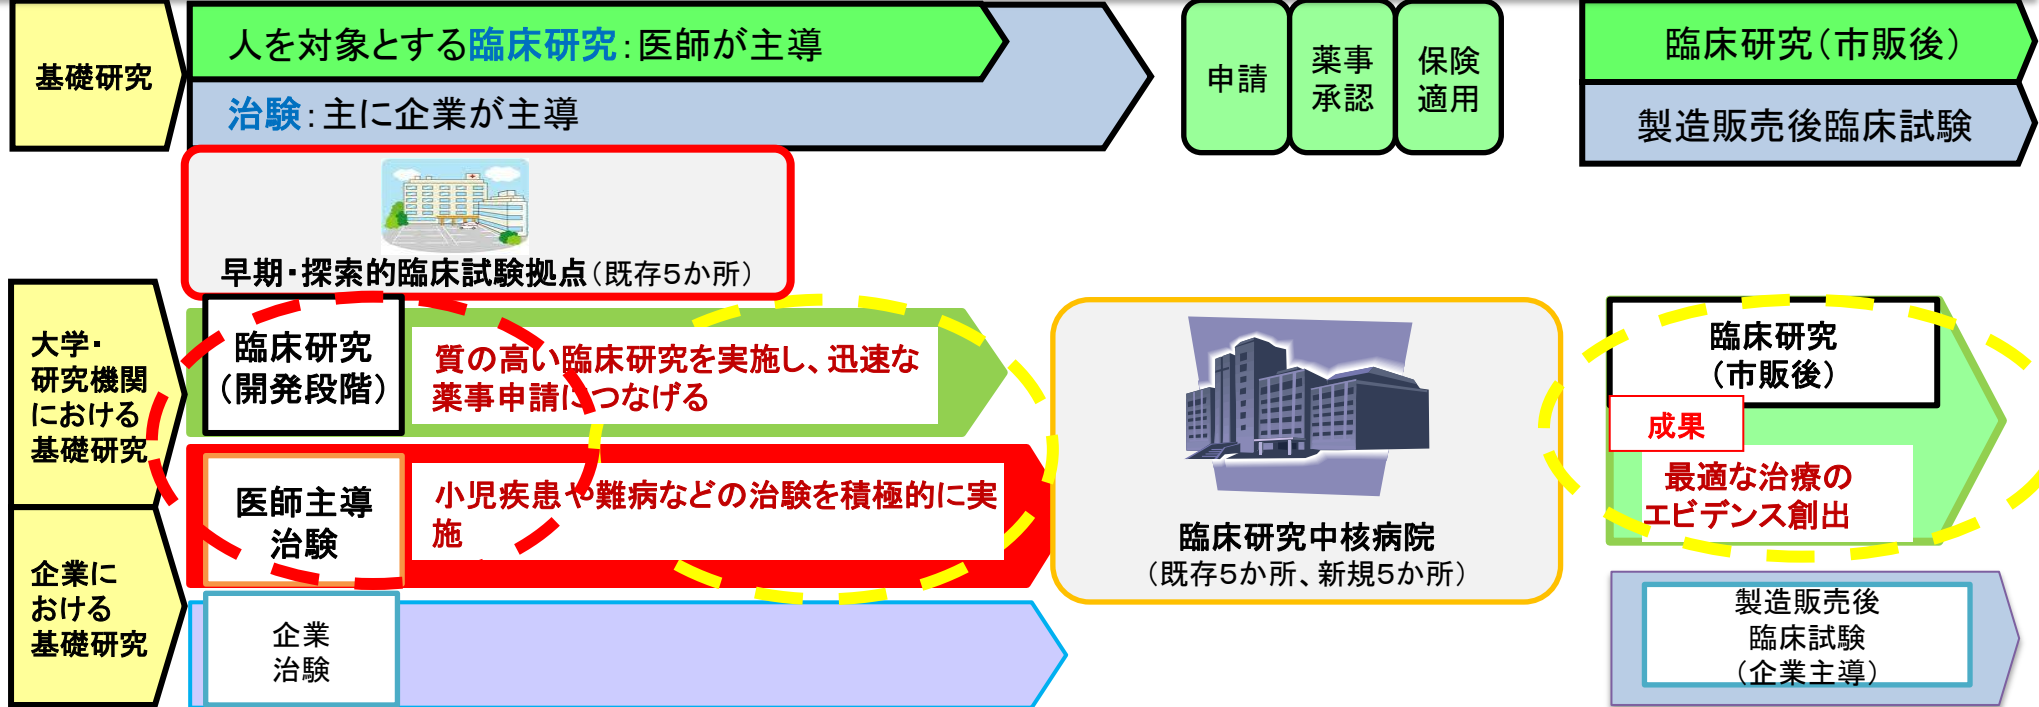 基礎研究
人を対象とする臨床研究：医師が主導
治験：主に企業が主導
申請
薬事
承認
保険
適用
臨床研究（市販後）
製造販売後臨床試験
早期・探索的臨床試験拠点（既存５か所）
大学・
研究機関
における
基礎研究
企業に
おける
基礎研究
臨床研究
（開発段階）
質の高い臨床研究を実施し、迅速な
薬事申請につなげる
医師主導
治験
小児疾患や難病などの治験を積極的に実
施
企業
治験
臨床研究中核病院
（既存５か所、新規５か所）
臨床研究
（市販後）
成果
最適な治療の
エビデンス創出
製造販売後
臨床試験
（企業主導）